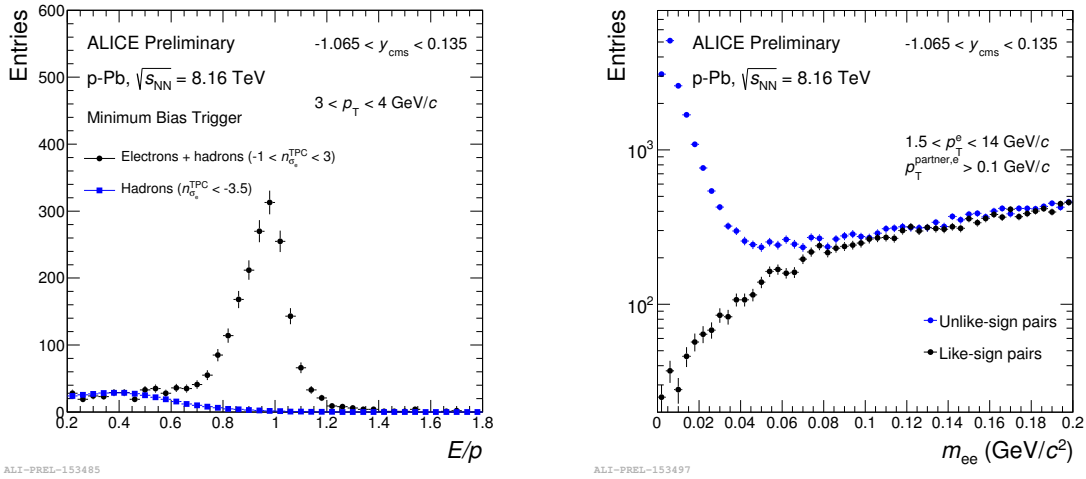 Entries
600
500
400
300
200
100
0
ALICE Preliminary
-1.065 < y_cms < 0.135
p-Pb, √s_NN = 8.16 TeV
3 < p_T < 4 GeV/c
Minimum Bias Trigger
Electrons + hadrons (-1 < n_σe^TPC < 3)
Hadrons (n_σe^TPC < -3.5)
0.2 0.4 0.6 0.8 1 1.2 1.4 1.6 1.8
E/p
ALI-PREL-153485
Entries
10^3
10^2
ALICE Preliminary
-1.065 < y_cms < 0.135
p-Pb, √s_NN = 8.16 TeV
1.5 < p_T^e < 14 GeV/c
p_T^partner,e > 0.1 GeV/c
Unlike-sign pairs
Like-sign pairs
0 0.02 0.04 0.06 0.08 0.1 0.12 0.14 0.16 0.18 0.2
m_ee (GeV/c^2)
ALI-PREL-153497